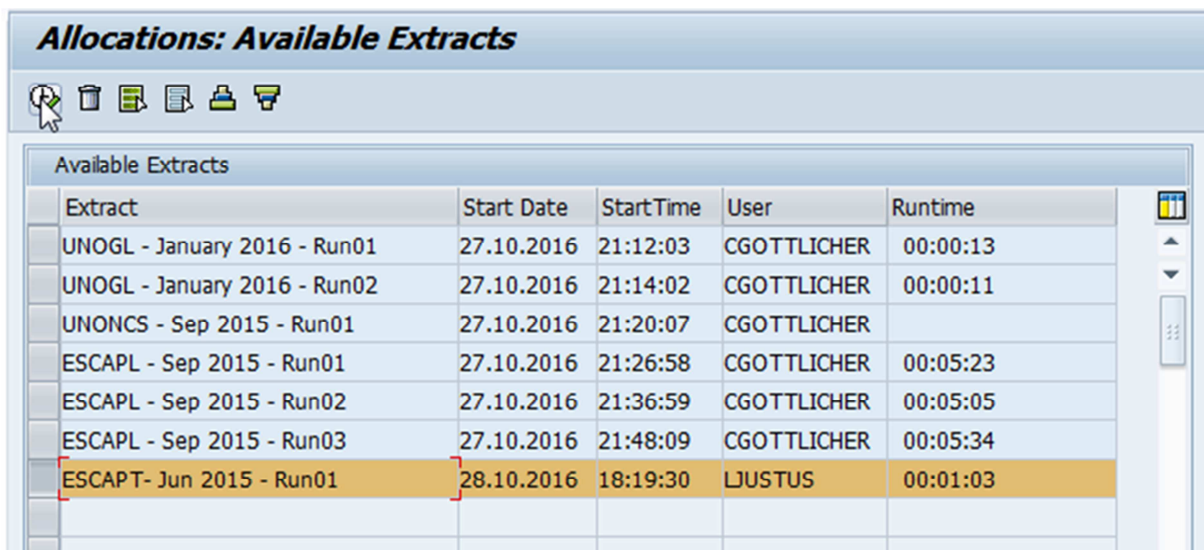 Allocations: Available Extracts
Available Extracts
Extract Start Date StartTime User Runtime
UNOGL - January 2016 - Run01 27.10.2016 21:12:03 CGOTTLICHER 00:00:13
UNOGL - January 2016 - Run02 27.10.2016 21:14:02 CGOTTLICHER 00:00:11
UNONCS - Sep 2015 - Run01 27.10.2016 21:20:07 CGOTTLICHER
ESCAPL - Sep 2015 - Run01 27.10.2016 21:26:58 CGOTTLICHER 00:05:23
ESCAPL - Sep 2015 - Run02 27.10.2016 21:36:59 CGOTTLICHER 00:05:05
ESCAPL - Sep 2015 - Run03 27.10.2016 21:48:09 CGOTTLICHER 00:05:34
ESCAPT- Jun 2015 - Run01 28.10.2016 18:19:30 LJUSTUS 00:01:03